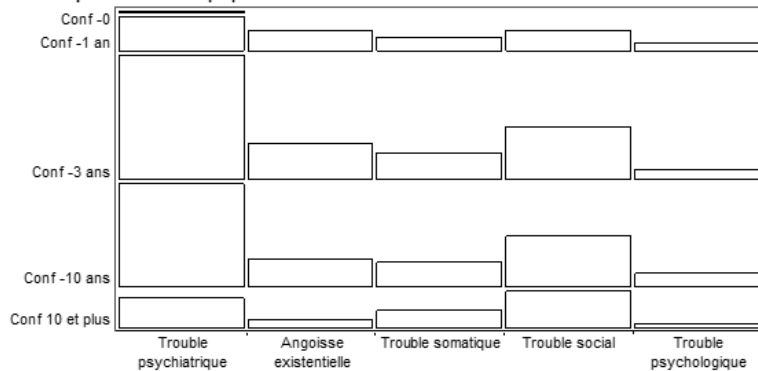 Conf -0
Conf -1 an
Conf -3 ans
Conf -10 ans
Conf 10 et plus
Trouble
psychiatrique
Angoisse
existentielle
Trouble somatique
Trouble social
Trouble
psychologique